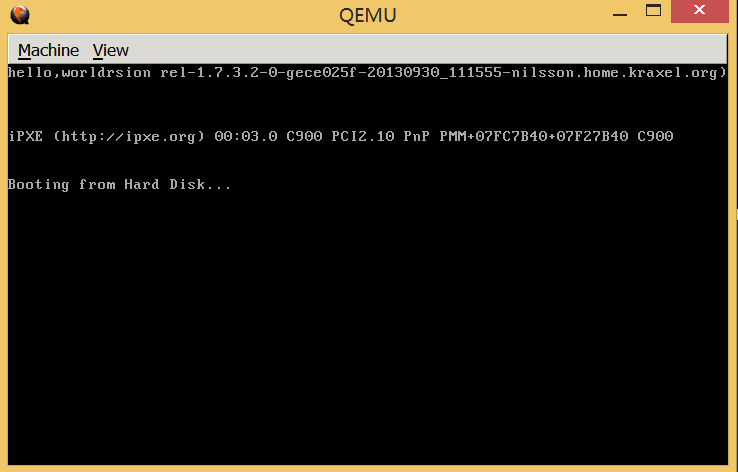 QEMU
Machine View
hello,worldrsion rel-1.7.3.2-0-gece025f-20130930_111555-nilsson.home.kraxel.org)
iPXE (http://ipxe.org) 00:03.0 C900 PCI2.10 PnP PMM+07FC7B40+07F27B40 C900
Booting from Hard Disk...